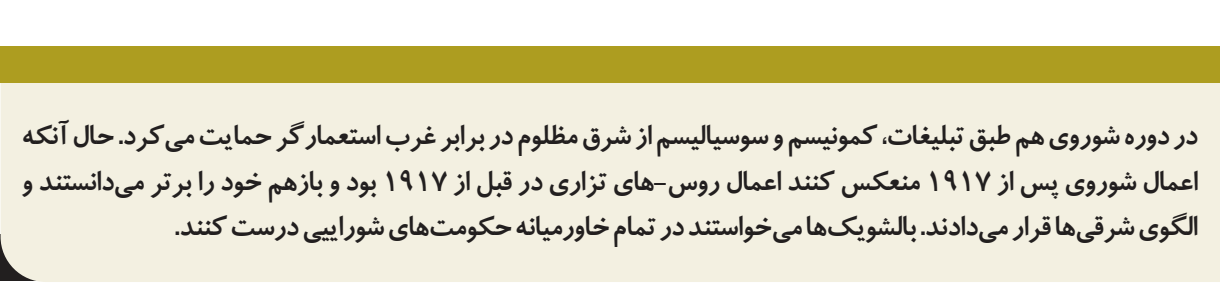 در دوره شوروی هم طبق تبلیغات، کمونیسم و سوسیالیسم از شرق مظلوم در برابر غرب استعمارگر حمایت می‌کرد. حال آنکه
اعمال شوروی پس از ۱۹۱۷ منعکس کنند اعمال روس-های تزاری در قبل از ۱۹۱۷ بود و بازهم خود را برتر می‌دانستند و
الگوی شرقی‌ها قرار می‌دادند. بالشویک‌ها می‌خواستند در تمام خاورمیانه حکومت‌های شوراییی درست کنند.